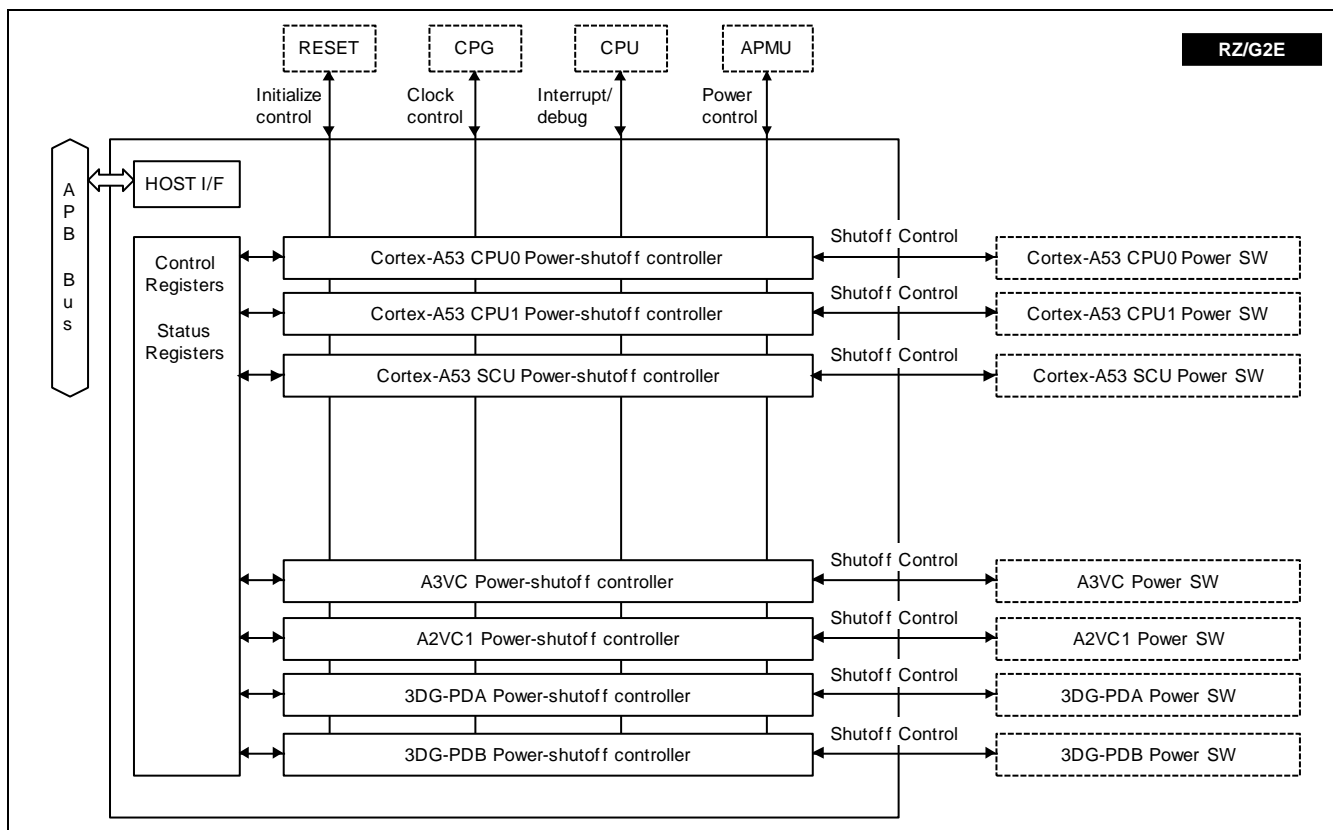 RESET
CPG
CPU
APMU
RZ/G2E
Initialize
control
Clock
control
Interrupt/
debug
Power
control
APB Bus
HOST I/F
Control
Registers
Status
Registers
Cortex-A53 CPU0 Power-shutoff controller
Shutoff Control
Cortex-A53 CPU0 Power SW
Cortex-A53 CPU1 Power-shutoff controller
Shutoff Control
Cortex-A53 CPU1 Power SW
Cortex-A53 SCU Power-shutoff controller
Shutoff Control
Cortex-A53 SCU Power SW
A3VC Power-shutoff controller
Shutoff Control
A3VC Power SW
A2VC1 Power-shutoff controller
Shutoff Control
A2VC1 Power SW
3DG-PDA Power-shutoff controller
Shutoff Control
3DG-PDA Power SW
3DG-PDB Power-shutoff controller
Shutoff Control
3DG-PDB Power SW